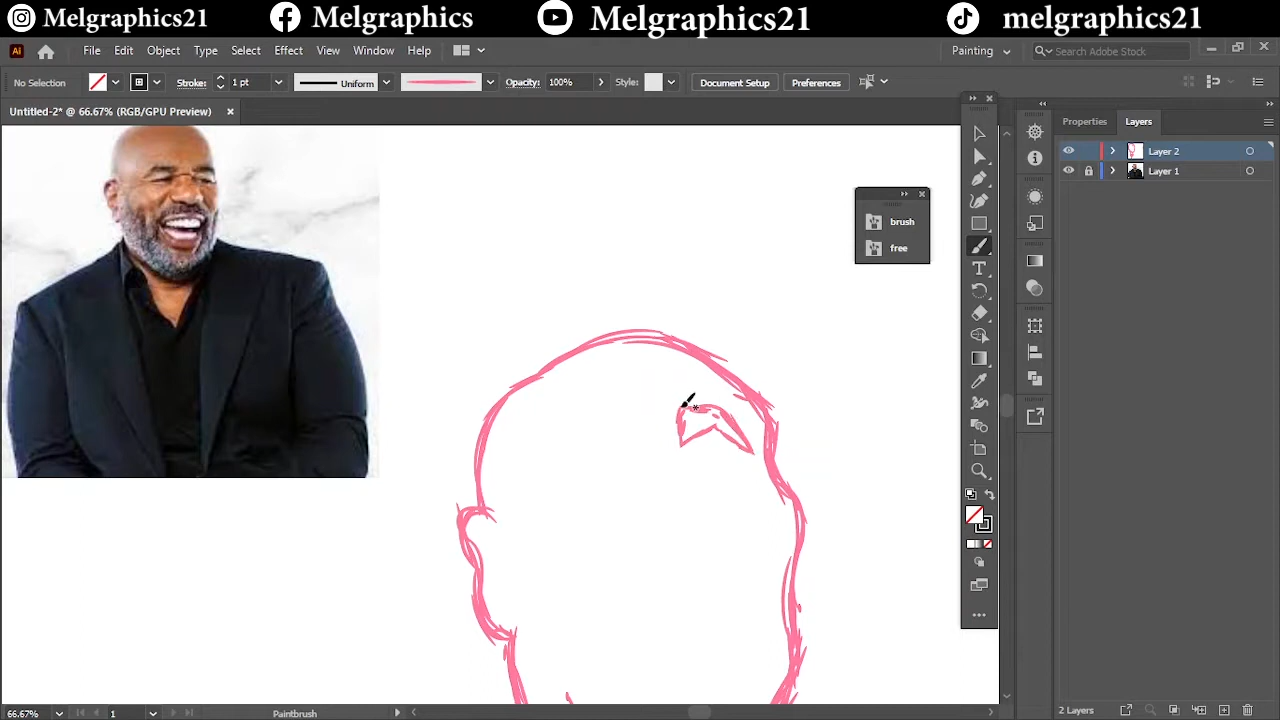 Melgraphics21 Melgraphics Melgraphics21 melgraphics21
Ai File Edit Object Type Select Effect View Window Help Painting Search Adobe Stock
No Selection Stroke: 1 pt Uniform Opacity: 100% Style: Document Setup Preferences
Untitled-2* @ 66.67% (RGB/GPU Preview)
Properties Layers
Layer 2
Layer 1
brush
free
66.67% 1 Paintbrush 2 Layers